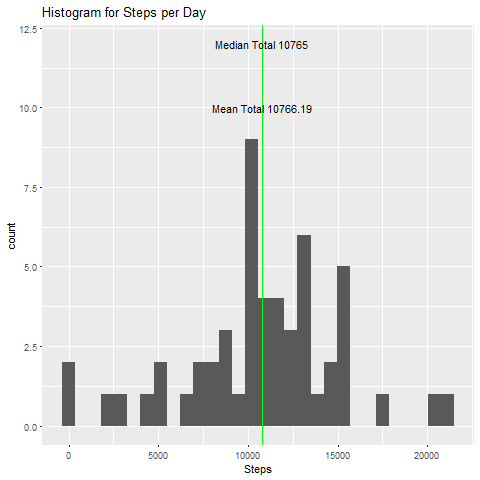 Histogram for Steps per Day
12.5
Median Total 10765
10.0
Mean Total 10766.19
7.5
count
5.0
2.5
0.0
0 5000 10000 15000 20000
Steps